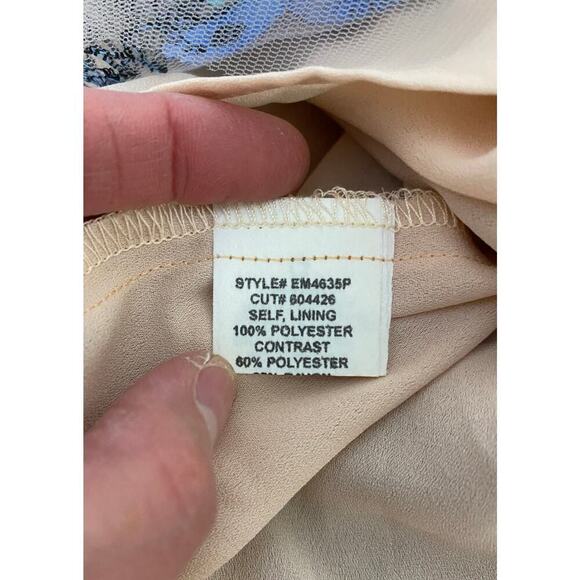 STYLE# EM4635P
CUT# 604426
SELF, LINING
100% POLYESTER
CONTRAST
60% POLYESTER